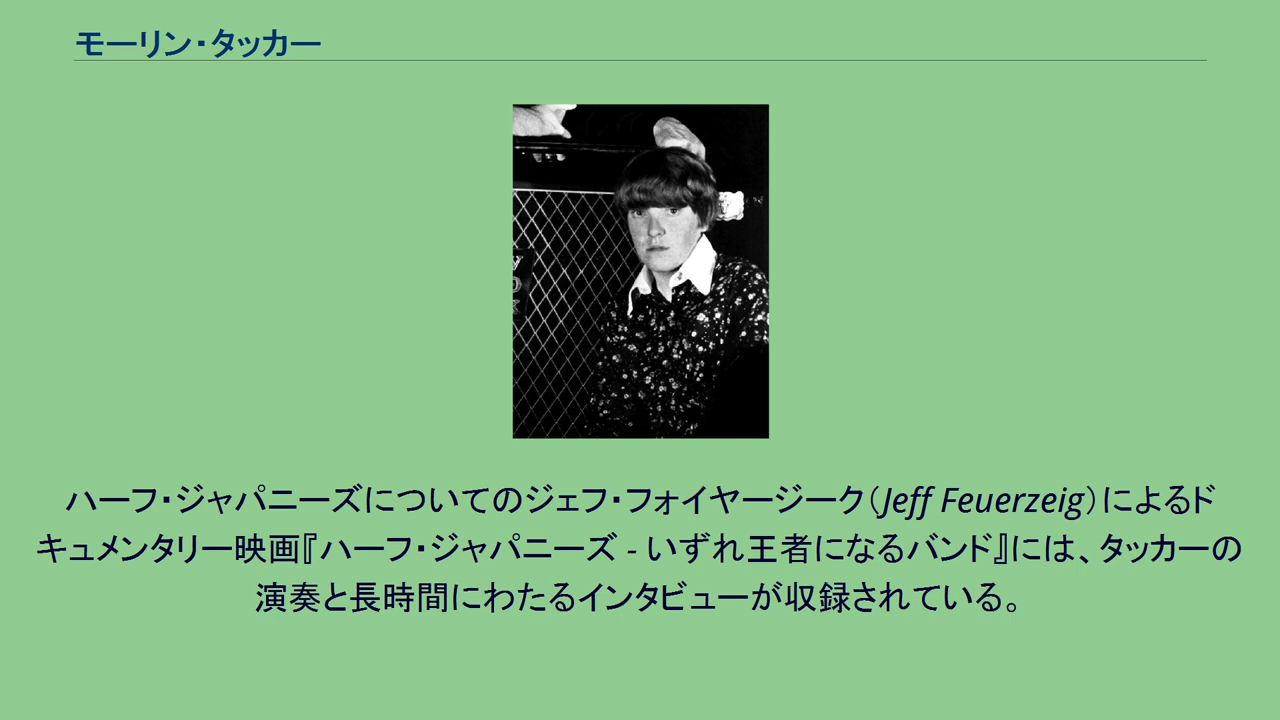 モーリン・タッカー
ハーフ・ジャパニーズについてのジェフ・フォイヤージーク（Jeff Feuerzeig）によるド
キュメンタリー映画『ハーフ・ジャパニーズ - いずれ王者になるバンド』には、タッカーの
演奏と長時間にわたるインタビューが収録されている。